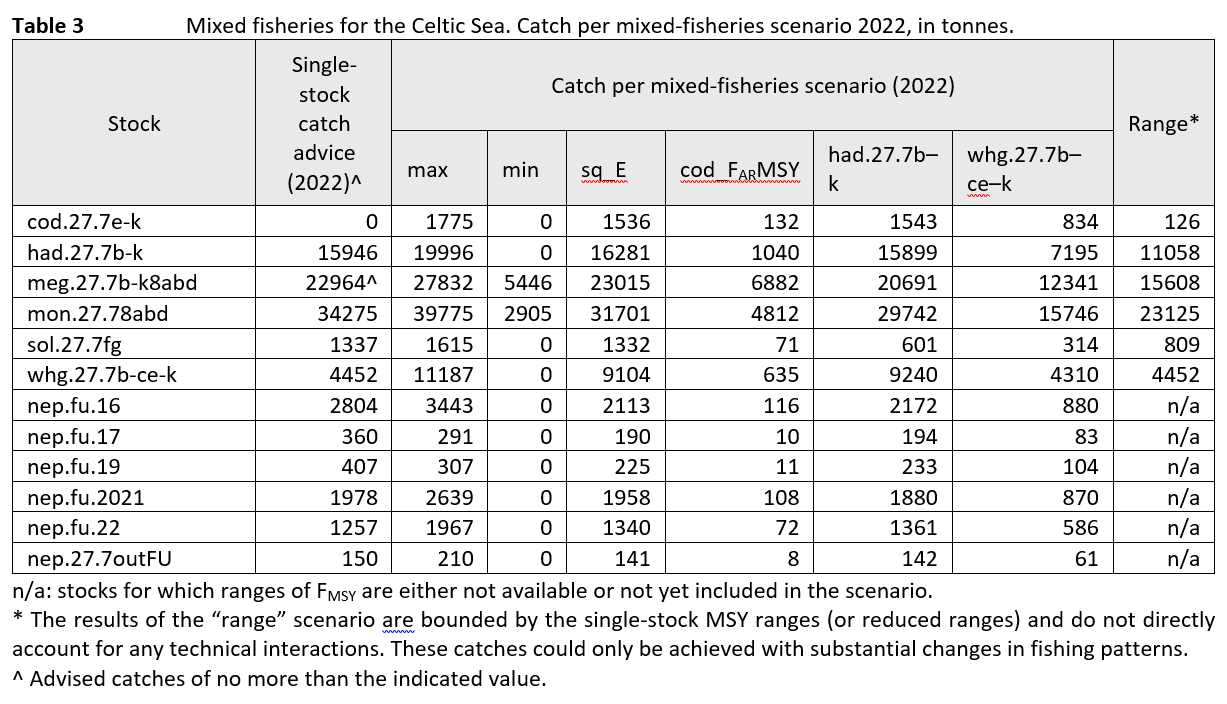 Table 3 Mixed fisheries for the Celtic Sea. Catch per mixed-fisheries scenario 2022, in tonnes.
Stock Single-stock catch advice (2022)^ Catch per mixed-fisheries scenario (2022) Range*
max min sq_E cod_FARMSY had.27.7b–k whg.27.7b–ce–k
cod.27.7e-k 0 1775 0 1536 132 1543 834 126
had.27.7b-k 15946 19996 0 16281 1040 15899 7195 11058
meg.27.7b-k8abd 22964^ 27832 5446 23015 6882 20691 12341 15608
mon.27.78abd 34275 39775 2905 31701 4812 29742 15746 23125
sol.27.7fg 1337 1615 0 1332 71 601 314 809
whg.27.7b-ce-k 4452 11187 0 9104 635 9240 4310 4452
nep.fu.16 2804 3443 0 2113 116 2172 880 n/a
nep.fu.17 360 291 0 190 10 194 83 n/a
nep.fu.19 407 307 0 225 11 233 104 n/a
nep.fu.2021 1978 2639 0 1958 108 1880 870 n/a
nep.fu.22 1257 1967 0 1340 72 1361 586 n/a
nep.27.7outFU 150 210 0 141 8 142 61 n/a
n/a: stocks for which ranges of FMSY are either not available or not yet included in the scenario.
* The results of the “range” scenario are bounded by the single-stock MSY ranges (or reduced ranges) and do not directly
account for any technical interactions. These catches could only be achieved with substantial changes in fishing patterns.
^ Advised catches of no more than the indicated value.